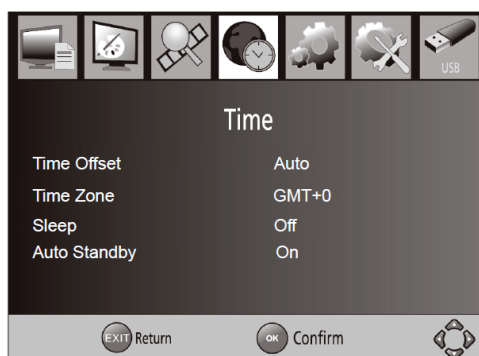 USB
Time
Time Offset Auto
Time Zone GMT+0
Sleep Off
Auto Standby On
EXIT Return OK Confirm